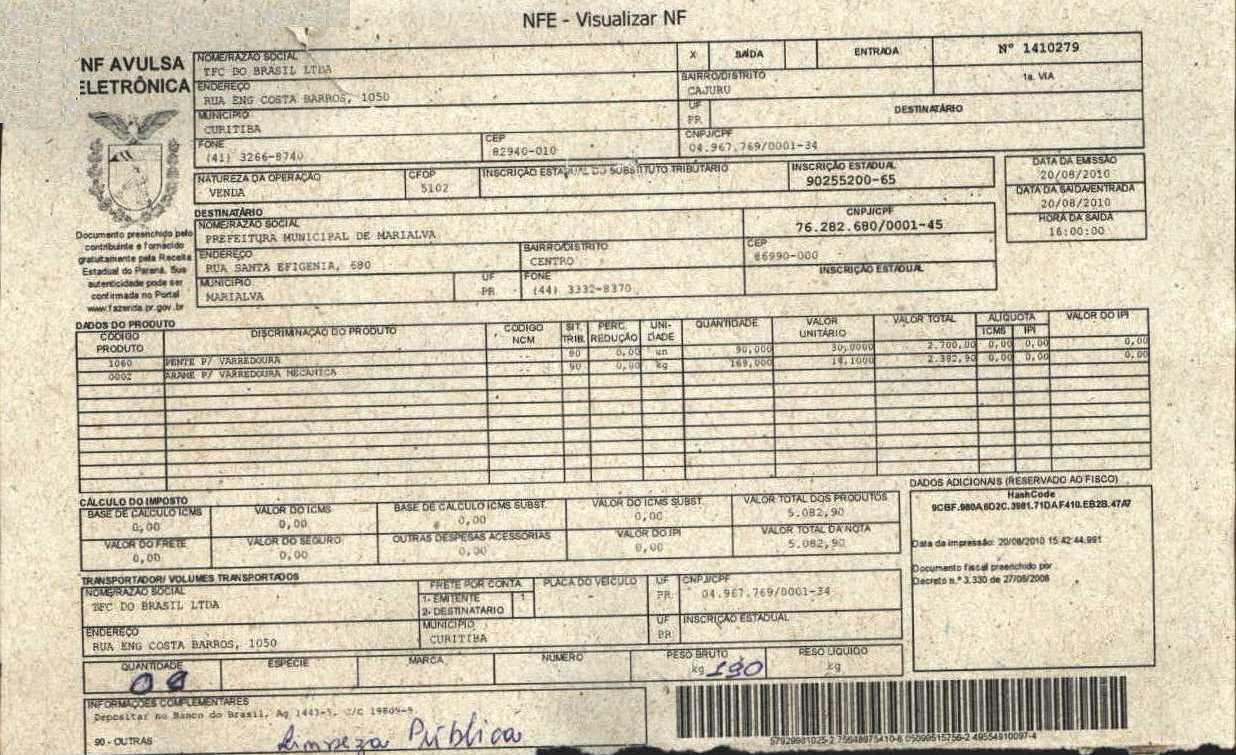 NFE - Visualizar NF
NF AVULSA
ELETRÔNICA
NOME/RAZÃO SOCIAL
TFC DO BRASIL LTDA
X SAÍDA ENTRADA
Nº 1410279
ENDEREÇO
RUA ENG COSTA BARROS, 1050
BAIRRO/DISTRITO
CAJURU
1a. VIA
MUNICÍPIO
CURITIBA
UF
PR
DESTINATÁRIO
FONE
(41) 3266-8740
CEP
82940-010
CNPJ/CPF
04.967.769/0001-34
NATUREZA DA OPERAÇÃO
VENDA
CFOP
5102
INSCRIÇÃO ESTADUAL DO SUBSTITUTO TRIBUTÁRIO
INSCRIÇÃO ESTADUAL
90255200-65
DATA DA EMISSÃO
20/08/2010
DATA DA SAÍDA/ENTRADA
20/08/2010
HORA DA SAÍDA
16:00:00
DESTINATÁRIO
NOME/RAZÃO SOCIAL
PREFEITURA MUNICIPAL DE MARIALVA
CNPJ/CPF
76.282.680/0001-45
ENDEREÇO
RUA SANTA EFIGENIA, 680
BAIRRO/DISTRITO
CENTRO
CEP
86990-000
MUNICÍPIO
MARIALVA
UF
PR
FONE
(44) 3332-8370
INSCRIÇÃO ESTADUAL
Documento preenchido pelo
contribuinte e fornecido
gratuitamente pela Receita
Estadual do Paraná. Sua
autenticidade pode ser
confirmada no Portal
www.fazenda.pr.gov.br
DADOS DO PRODUTO
CÓDIGO PRODUTO DISCRIMINAÇÃO DO PRODUTO CÓDIGO NCM SIT. TRIB. PERC. REDUÇÃO UNI-DADE QUANTIDADE VALOR UNITÁRIO VALOR TOTAL ALÍQUOTA ICMS IPI VALOR DO IPI
1060 PENTE P/ VARREDOURA 90 0,00 un 90,000 30,0000 2.700,00 0,00 0,00 0,00
0002 ARAME P/ VARREDOURA MECANICA 90 0,00 kg 169,000 14,1000 2.382,90 0,00 0,00 0,00
CÁLCULO DO IMPOSTO
BASE DE CÁLCULO ICMS VALOR DO ICMS BASE DE CÁLCULO ICMS SUBST. VALOR DO ICMS SUBST. VALOR TOTAL DOS PRODUTOS
0,00 0,00 0,00 0,00 5.082,90
VALOR DO FRETE VALOR DO SEGURO OUTRAS DESPESAS ACESSÓRIAS VALOR DO IPI VALOR TOTAL DA NOTA
0,00 0,00 0,00 0,00 5.082,90
DADOS ADICIONAIS (RESERVADO AO FISCO)
HashCode
9CBF.980A.6D2C.3981.71DA.F410.EB2B.47A7
Data da impressão: 20/08/2010 15:42:44.991
Documento fiscal preenchido por
Decreto n.º 3.330 de 27/08/2008
TRANSPORTADOR/ VOLUMES TRANSPORTADOS
NOME/RAZÃO SOCIAL
TFC DO BRASIL LTDA
FRETE POR CONTA
1- EMITENTE 1
2- DESTINATÁRIO
PLACA DO VEÍCULO
UF
PR
CNPJ/CPF
04.967.769/0001-34
ENDEREÇO
RUA ENG COSTA BARROS, 1050
MUNICÍPIO
CURITIBA
UF
PR
INSCRIÇÃO ESTADUAL
QUANTIDADE ESPÉCIE MARCA NÚMERO PESO BRUTO PESO LÍQUIDO
kg 190 kg
INFORMAÇÕES COMPLEMENTARES
Depositar no Banco do Brasil, Ag 1443-5, C/C 19805-9.
90 - OUTRAS
Limpeza Pública